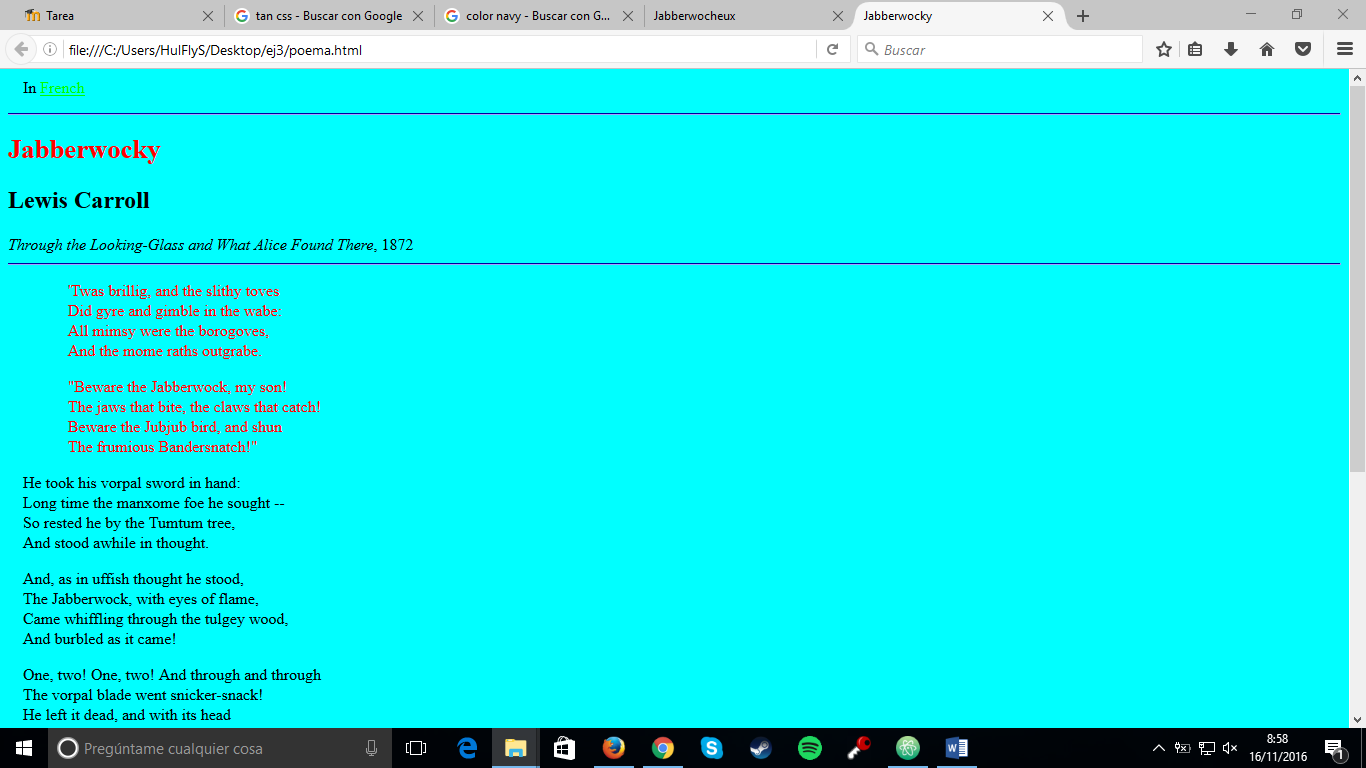 Tarea
tan css - Buscar con Google
color navy - Buscar con G...
Jabberwocheux
Jabberwocky
file:///C:/Users/HulFlyS/Desktop/ej3/poema.html
Buscar
In French
Jabberwocky
Lewis Carroll
Through the Looking-Glass and What Alice Found There, 1872
'Twas brillig, and the slithy toves
Did gyre and gimble in the wabe:
All mimsy were the borogoves,
And the mome raths outgrabe.
"Beware the Jabberwock, my son!
The jaws that bite, the claws that catch!
Beware the Jubjub bird, and shun
The frumious Bandersnatch!"
He took his vorpal sword in hand:
Long time the manxome foe he sought --
So rested he by the Tumtum tree,
And stood awhile in thought.
And, as in uffish thought he stood,
The Jabberwock, with eyes of flame,
Came whiffling through the tulgey wood,
And burbled as it came!
One, two! One, two! And through and through
The vorpal blade went snicker-snack!
He left it dead, and with its head
Pregúntame cualquier cosa
8:58
16/11/2016
1